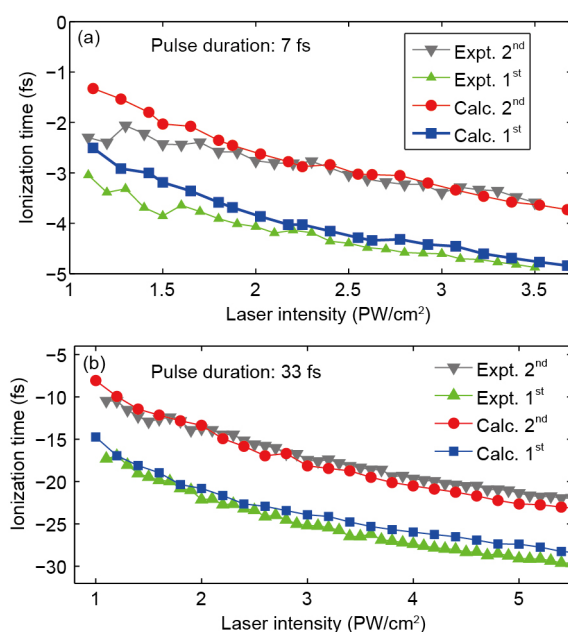 (a)
Pulse duration: 7 fs
Expt. 2nd
Expt. 1st
Calc. 2nd
Calc. 1st
Ionization time (fs)
0
−1
−2
−3
−4
−5
1
1.5
2
2.5
3
3.5
Laser intensity (PW/cm²)
(b)
Pulse duration: 33 fs
Expt. 2nd
Expt. 1st
Calc. 2nd
Calc. 1st
Ionization time (fs)
−5
−10
−15
−20
−25
−30
1
2
3
4
5
Laser intensity (PW/cm²)